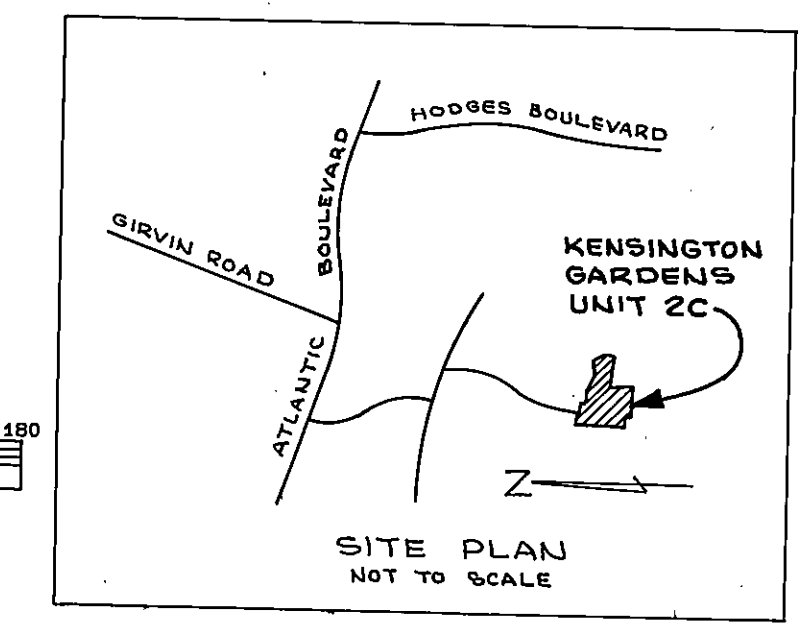 HODGES BOULEVARD
ATLANTIC BOULEVARD
GIRVIN ROAD
KENSINGTON
GARDENS
UNIT 2C
180
N
SITE PLAN
NOT TO SCALE